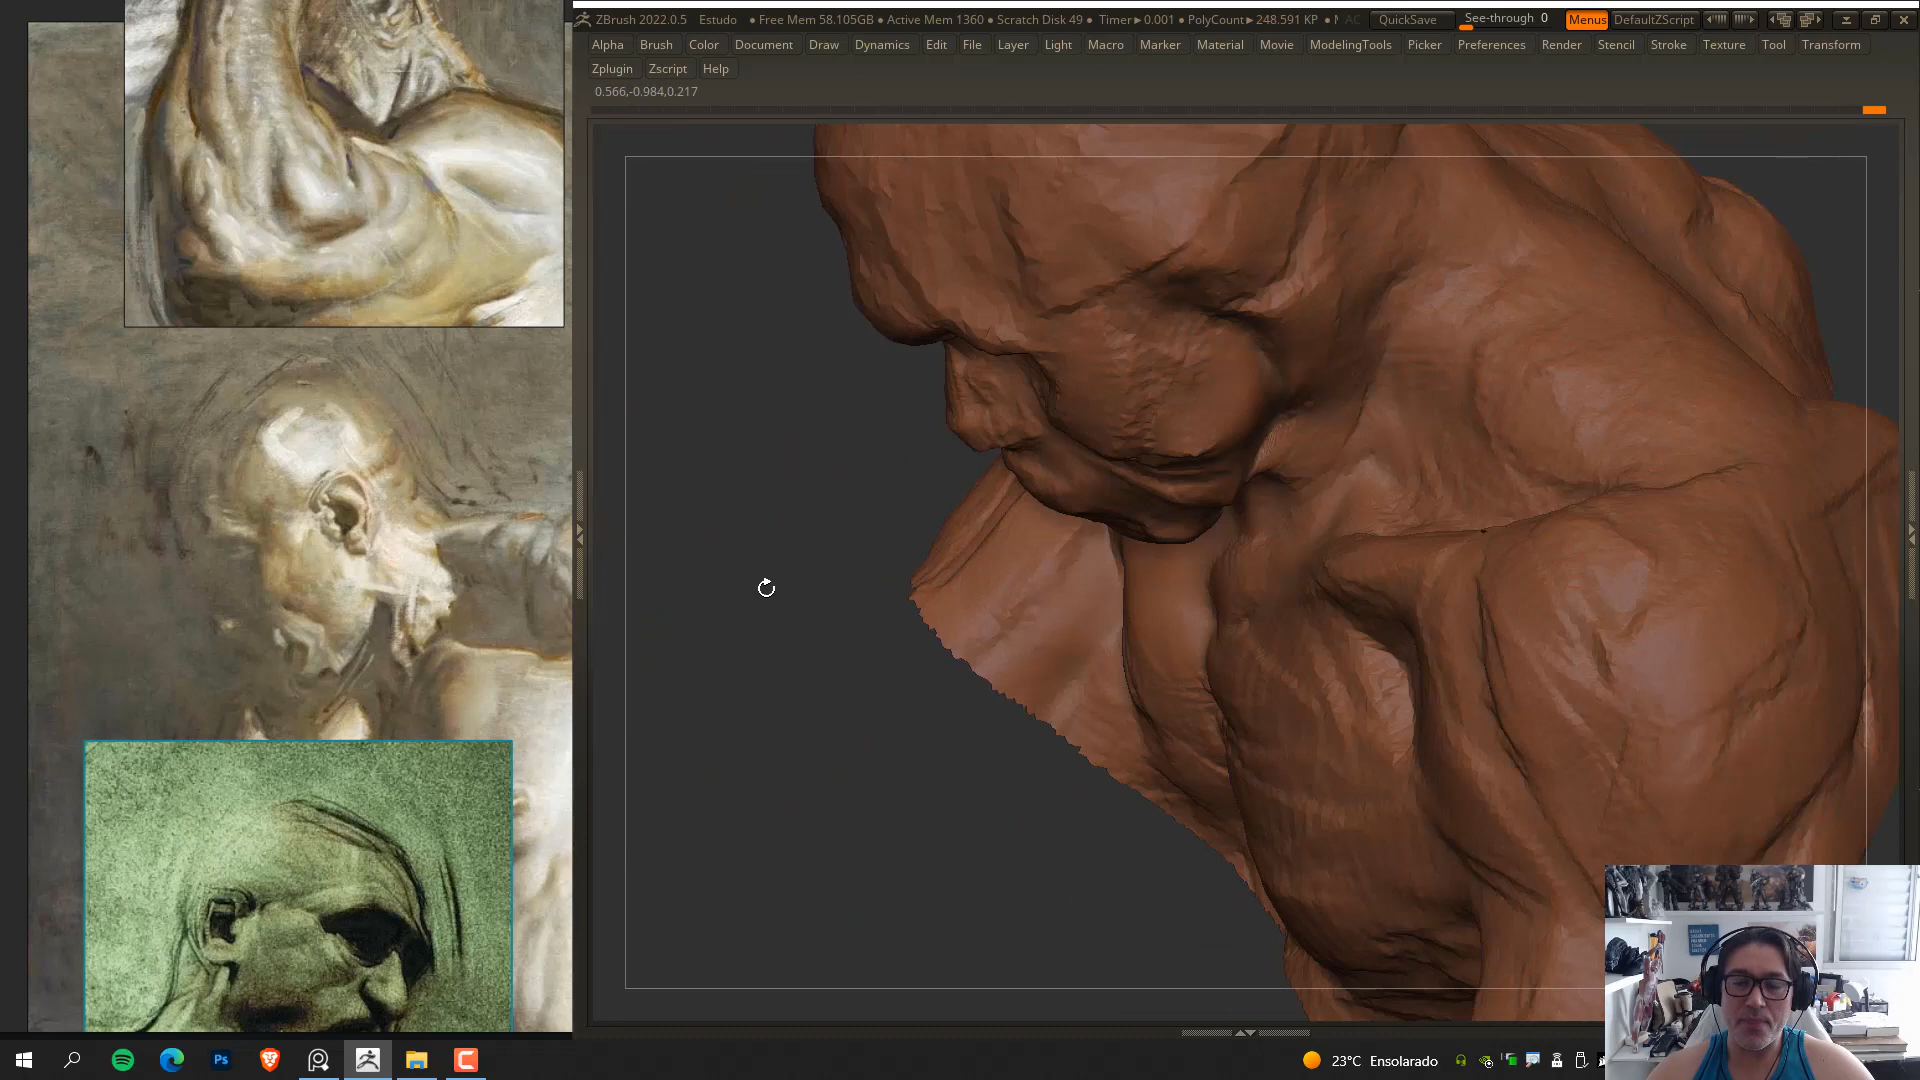 ZBrush 2022.0.5 Estudo ● Free Mem 58.105GB ● Active Mem 1360 ● Scratch Disk 49 ● Timer▸0.001 ● PolyCount▸248.591 KP ● M AC QuickSave See-through 0 Menus DefaultZScript
Alpha Brush Color Document Draw Dynamics Edit File Layer Light Macro Marker Material Movie ModelingTools Picker Preferences Render Stencil Stroke Texture Tool Transform
Zplugin Zscript Help
0.566,-0.984,0.217
Ps 23°C Ensolarado